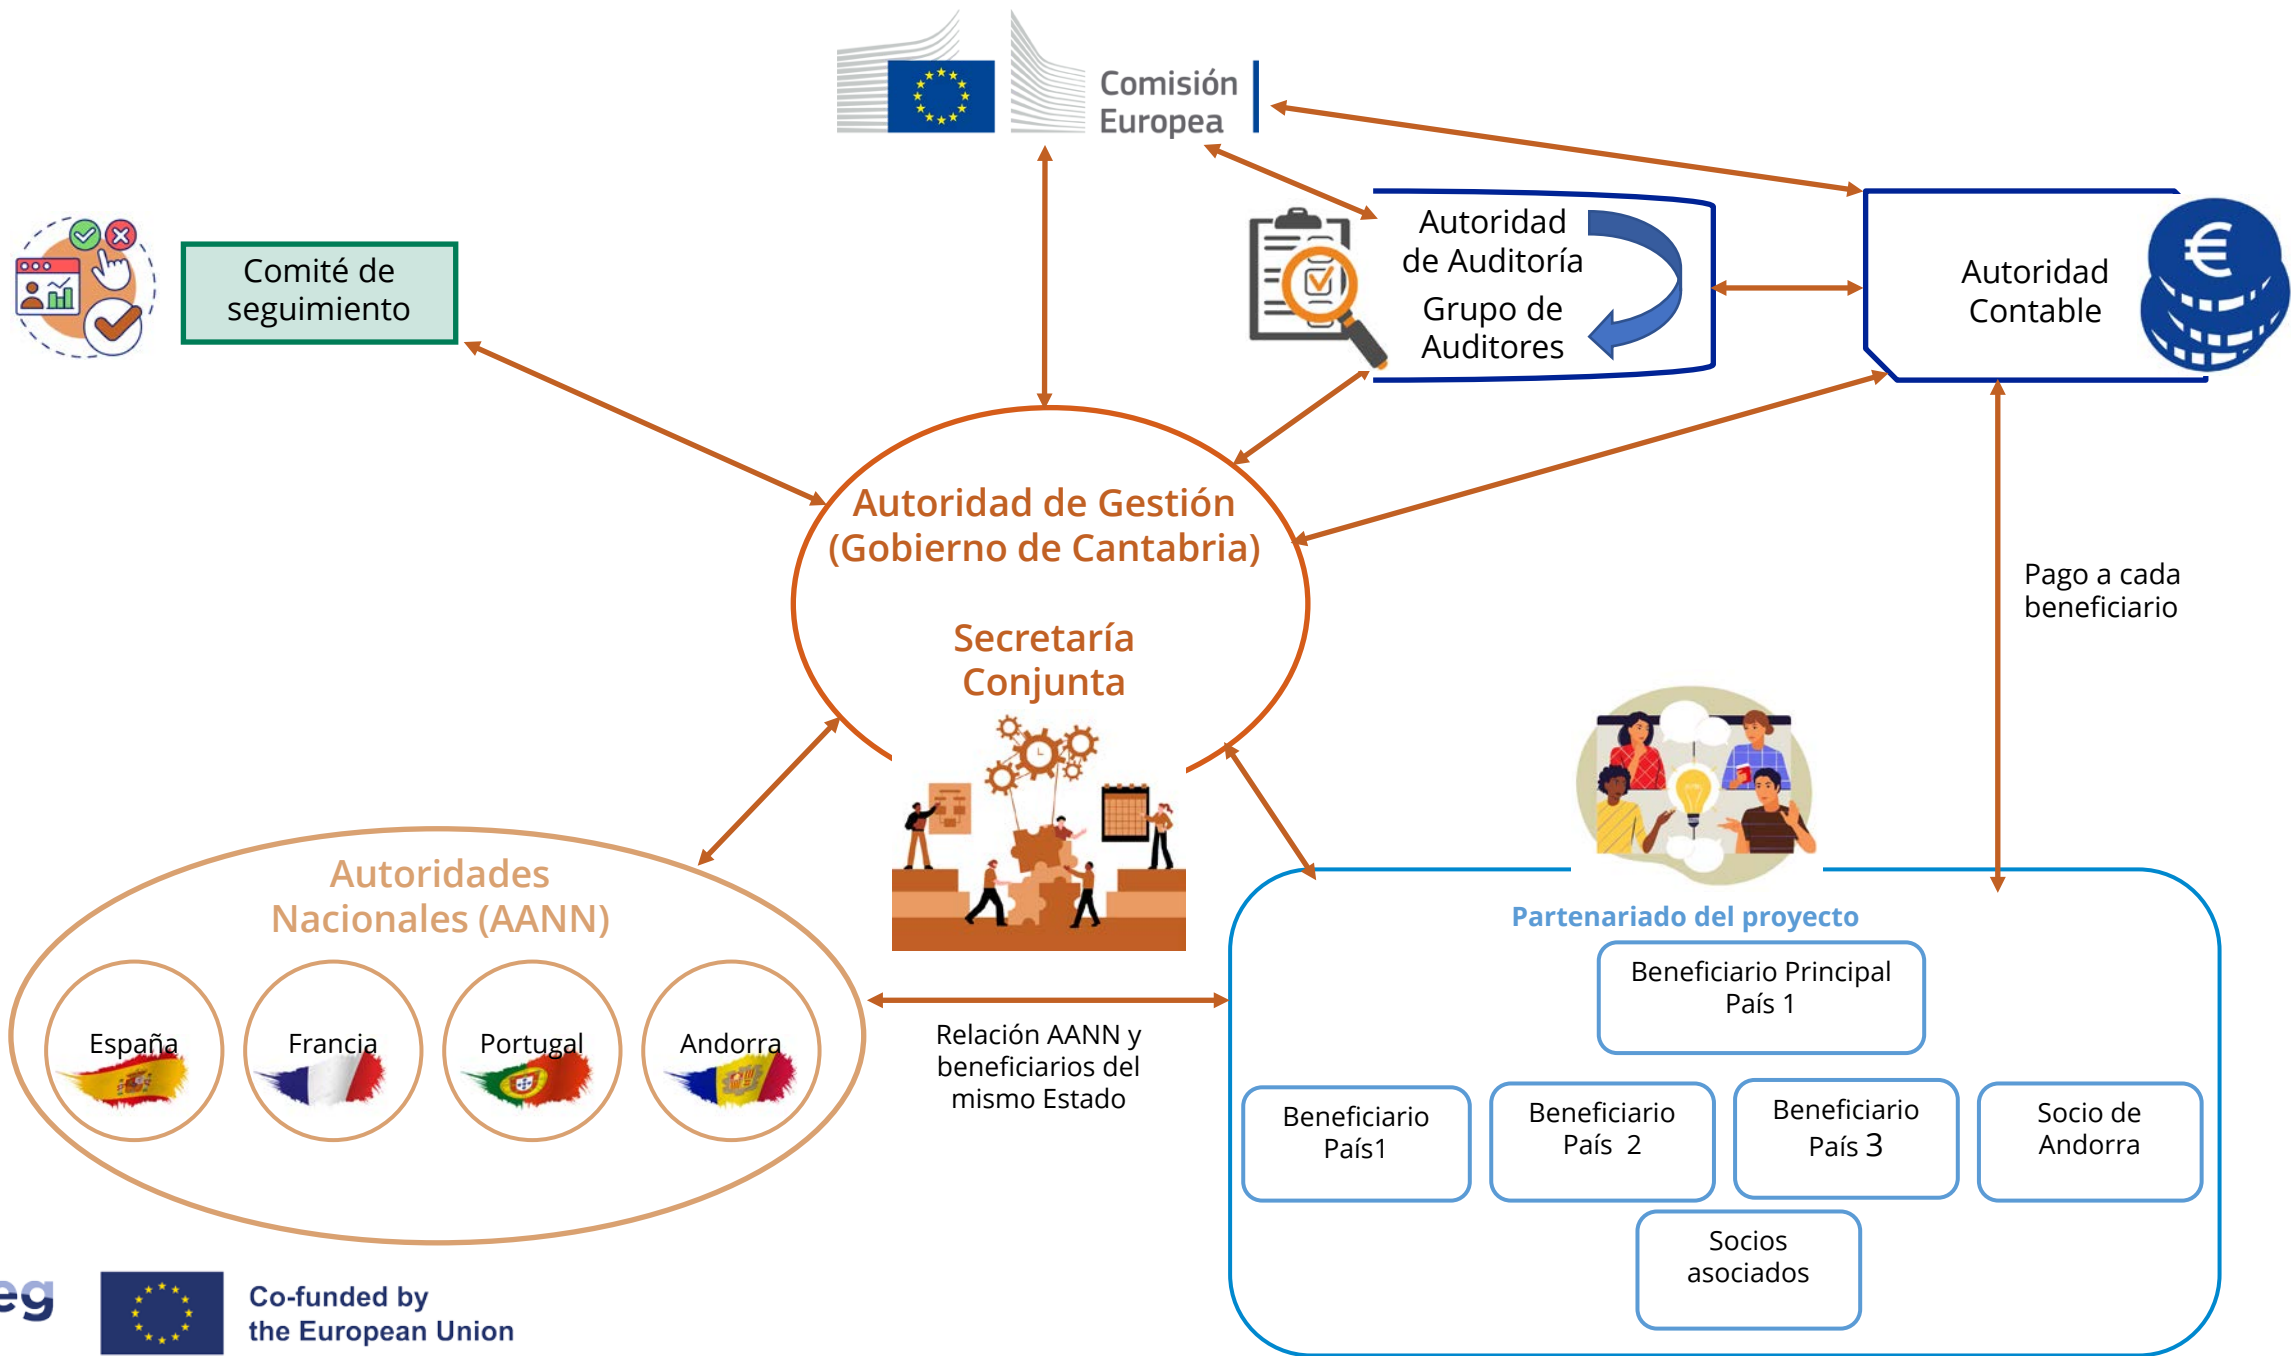 Comisión
Europea
Comité de
seguimiento
Autoridad
de Auditoría
Grupo de
Auditores
Autoridad
Contable
Autoridad de Gestión
(Gobierno de Cantabria)
Secretaría
Conjunta
Pago a cada
beneficiario
Autoridades
Nacionales (AANN)
España
Francia
Portugal
Andorra
Relación AANN y
beneficiarios del
mismo Estado
Partenariado del proyecto
Beneficiario Principal
País 1
Beneficiario
País1
Beneficiario
País 2
Beneficiario
País 3
Socio de
Andorra
Socios
asociados
eg
Co-funded by
the European Union